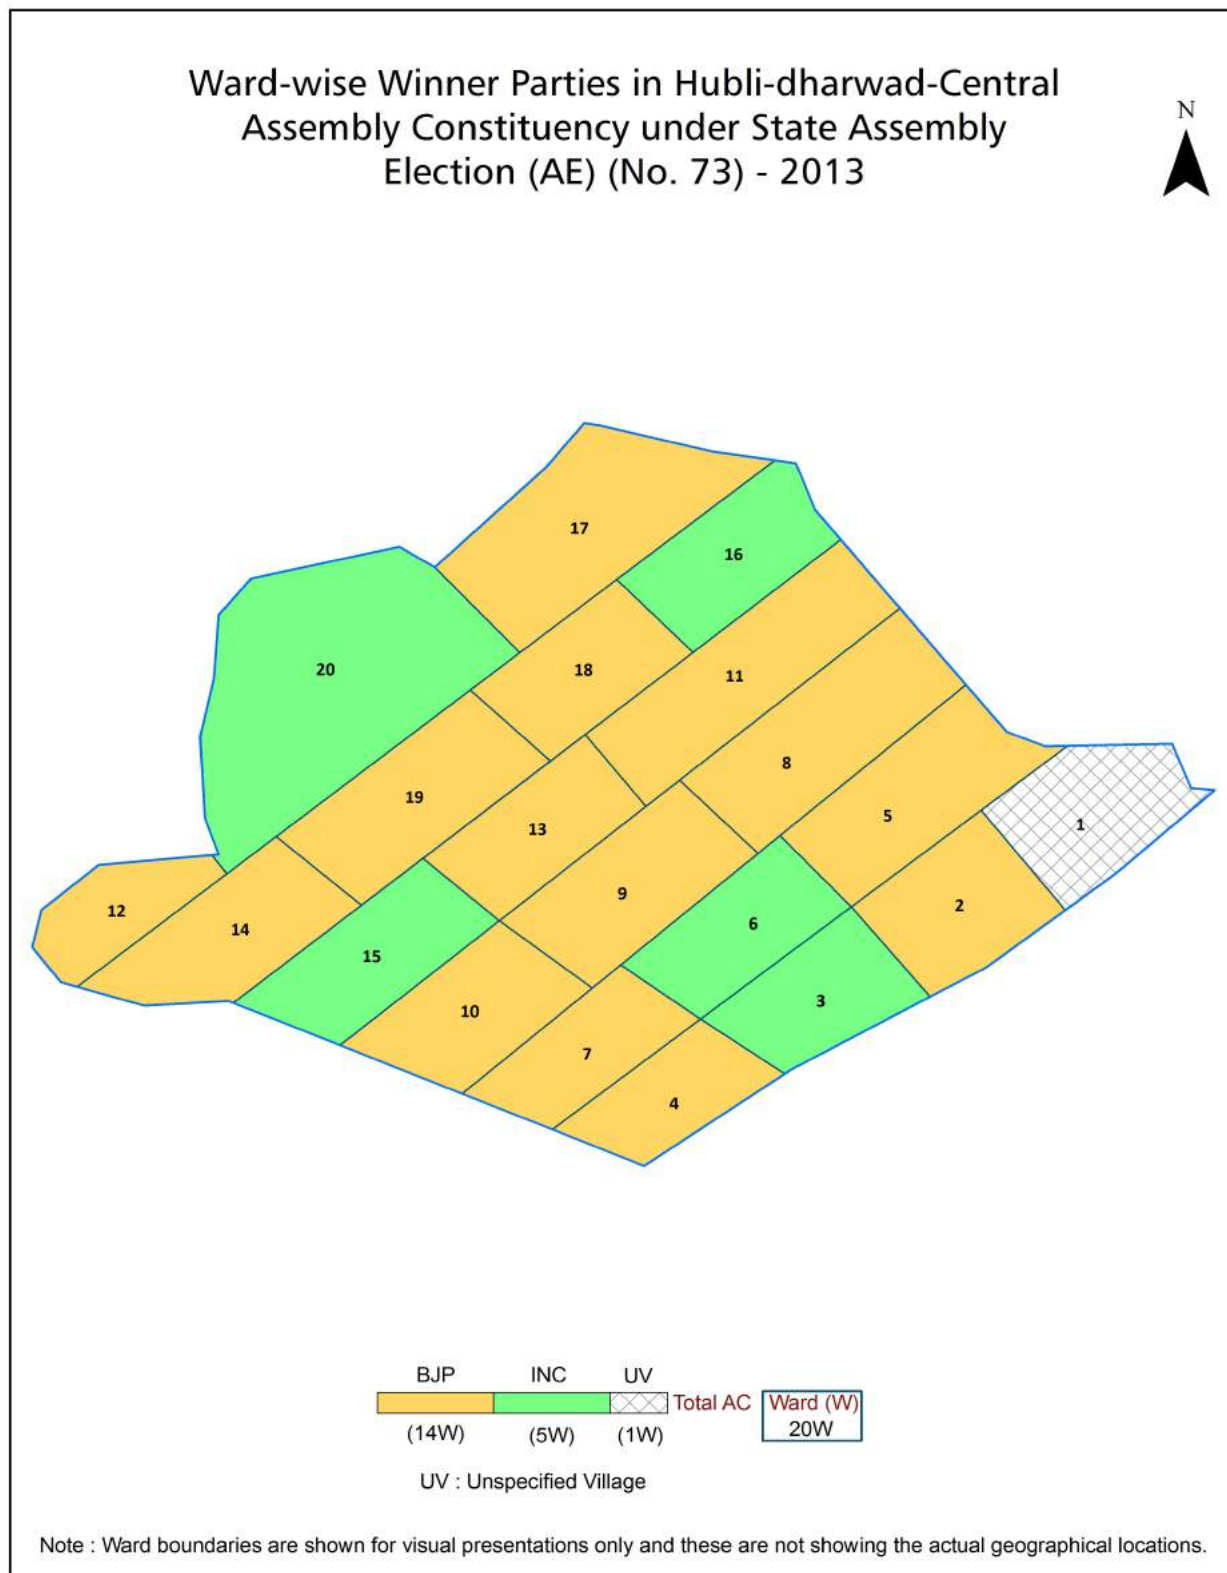 Ward-wise Winner Parties in Hubli-dharwad-Central
Assembly Constituency under State Assembly
Election (AE) (No. 73) - 2013
N
17
16
20
18
11
8
19
5
13
1
9
2
12
6
14
15
3
10
7
4
BJP INC UV
Total AC Ward (W)
(14W) (5W) (1W) 20W
UV : Unspecified Village
Note : Ward boundaries are shown for visual presentations only and these are not showing the actual geographical locations.